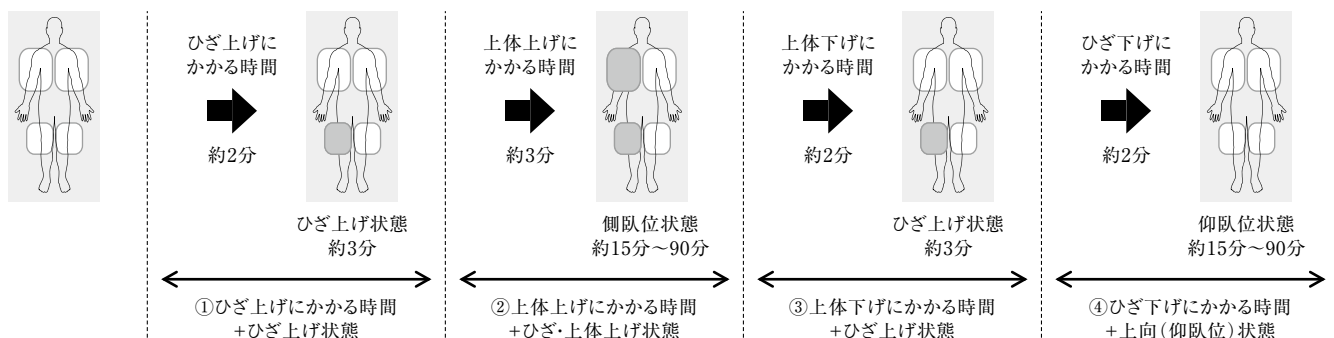 ひざ上げに
かかる時間
約2分
ひざ上げ状態
約3分
①ひざ上げにかかる時間
+ひざ上げ状態
上体上げに
かかる時間
約3分
側臥位状態
約15分～90分
②上体上げにかかる時間
+ひざ・上体上げ状態
上体下げに
かかる時間
約2分
ひざ上げ状態
約3分
③上体下げにかかる時間
+ひざ上げ状態
ひざ下げに
かかる時間
約2分
仰臥位状態
約15分～90分
④ひざ下げにかかる時間
+上向(仰臥位)状態